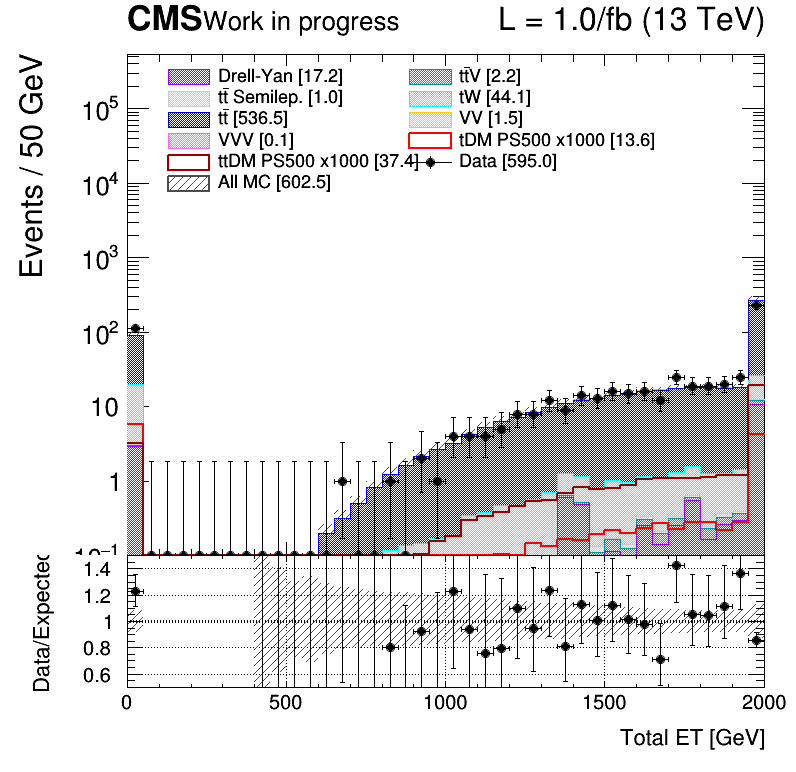 CMS Work in progress L = 1.0/fb (13 TeV)
Events / 50 GeV
Drell-Yan [17.2]
tt̄V [2.2]
tt̄ Semilep. [1.0]
tW [44.1]
tt̄ [536.5]
VV [1.5]
VVV [0.1]
tDM PS500 x1000 [13.6]
ttDM PS500 x1000 [37.4]
Data [595.0]
All MC [602.5]
10⁵
10⁴
10³
10²
10
1
10⁻¹
Data/Expected
1.4
1.2
1
0.8
0.6
0 500 1000 1500 2000
Total ET [GeV]